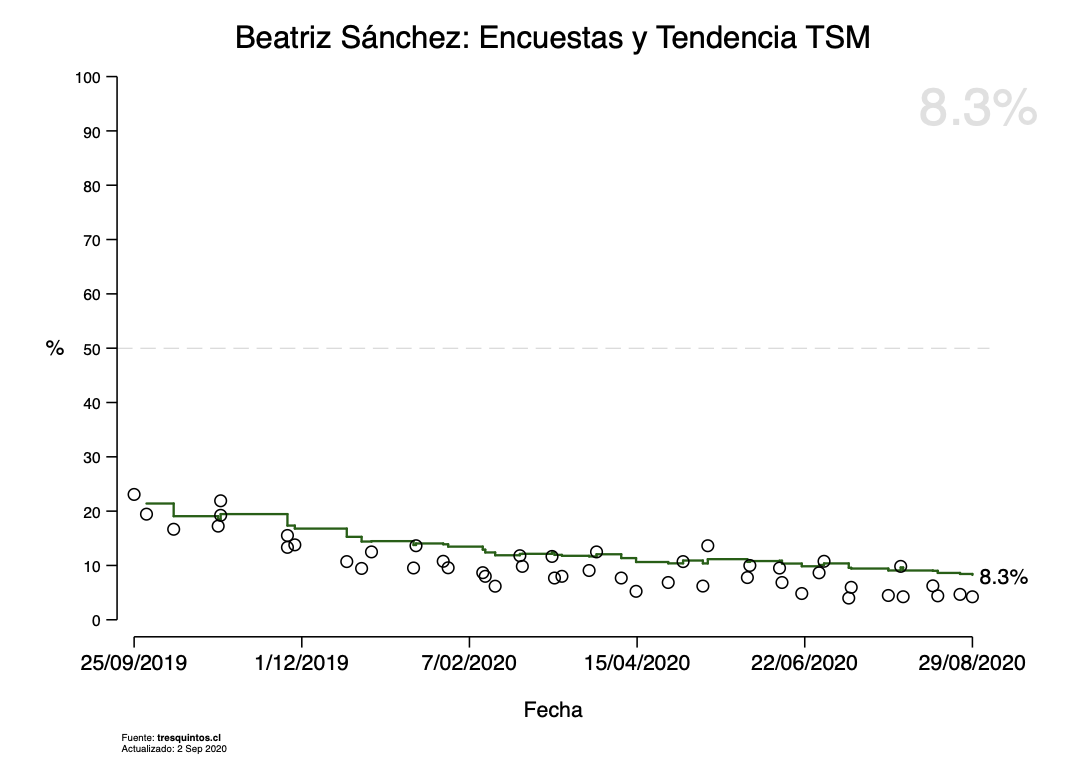 Beatriz Sánchez: Encuestas y Tendencia TSM
8.3%
100
90
80
70
60
50
40
30
20
10
0
%
8.3%
25/09/2019 1/12/2019 7/02/2020 15/04/2020 22/06/2020 29/08/2020
Fecha
Fuente: tresquintos.cl
Actualizado: 2 Sep 2020